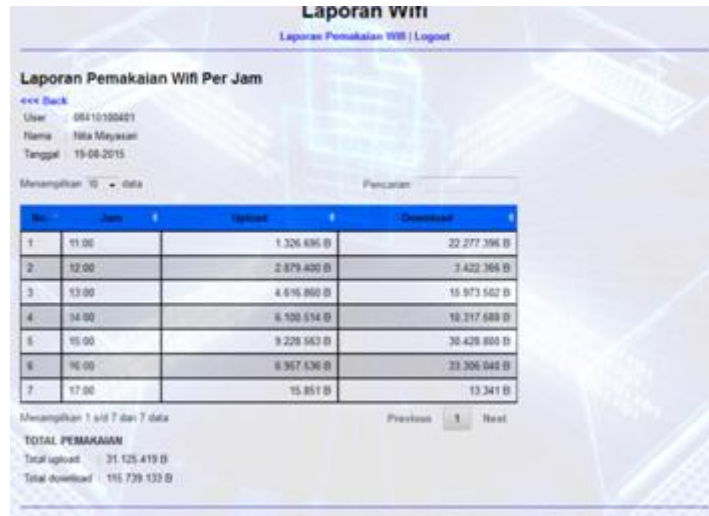 Laporan Wifi
Laporan Pemakaian Wifi | Logout
Laporan Pemakaian Wifi Per Jam
<<< Back
User : 08410100401
Nama : Nita Mayasari
Tanggal : 19-08-2015
Menampilkan 10 data Pencarian:
No. Jam Upload Download
1 11:00 1.326.695 B 22.277.396 B
2 12:00 2.879.400 B 3.422.366 B
3 13:00 4.616.860 B 15.973.502 B
4 14:00 6.100.514 B 10.317.688 B
5 15:00 9.228.563 B 30.428.800 B
6 16:00 6.957.536 B 33.306.040 B
7 17:00 15.851 B 13.341 B
Menampilkan 1 s/d 7 dari 7 data Previous 1 Next
TOTAL PEMAKAIAN
Total upload : 31.125.419 B
Total download : 115.739.133 B